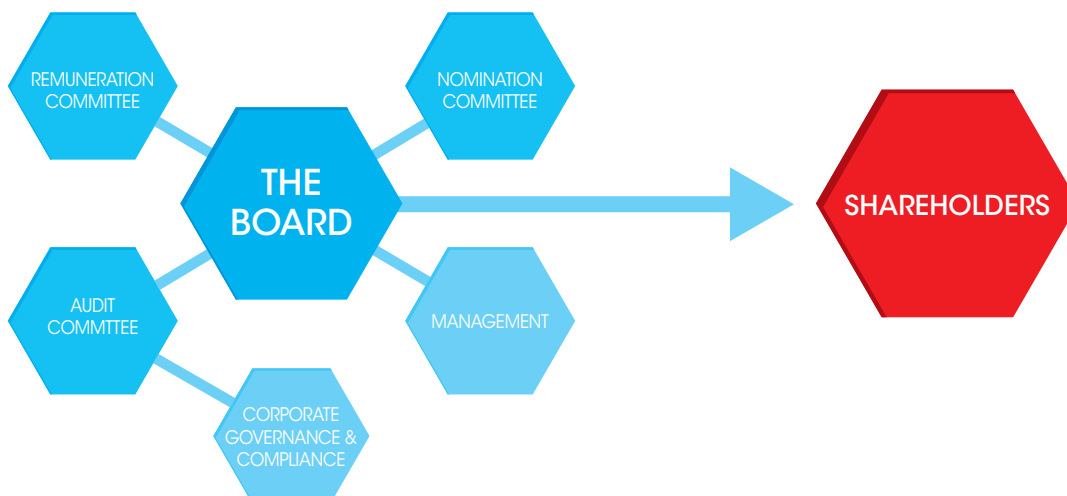 REMUNERATION
COMMITTEE
NOMINATION
COMMITTEE
THE
BOARD
SHAREHOLDERS
AUDIT
COMMTTEE
MANAGEMENT
CORPORATE
GOVERNANCE &
COMPLIANCE